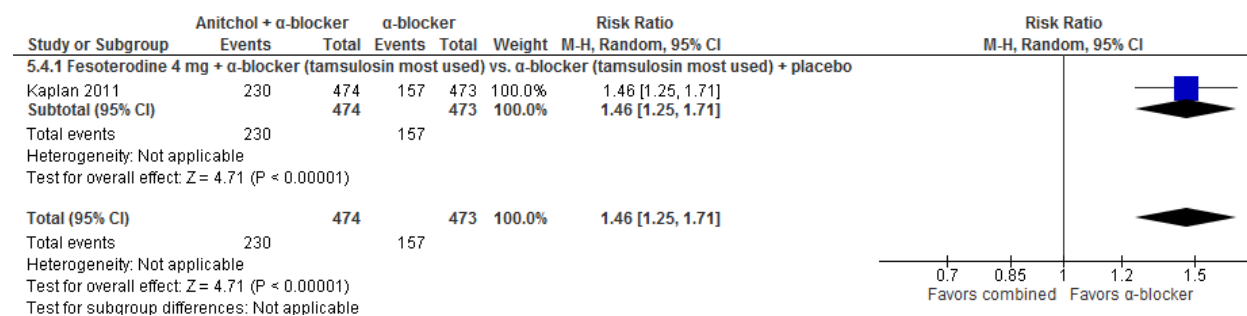 Anitchol + α-blocker α-blocker Risk Ratio Risk Ratio
Study or Subgroup Events Total Events Total Weight M-H, Random, 95% CI M-H, Random, 95% CI
5.4.1 Fesoterodine 4 mg + α-blocker (tamsulosin most used) vs. α-blocker (tamsulosin most used) + placebo
Kaplan 2011 230 474 157 473 100.0% 1.46 [1.25, 1.71]
Subtotal (95% CI) 474 473 100.0% 1.46 [1.25, 1.71]
Total events 230 157
Heterogeneity: Not applicable
Test for overall effect: Z = 4.71 (P < 0.00001)
Total (95% CI) 474 473 100.0% 1.46 [1.25, 1.71]
Total events 230 157
Heterogeneity: Not applicable
Test for overall effect: Z = 4.71 (P < 0.00001)
Test for subgroup differences: Not applicable
0.7 0.85 1 1.2 1.5
Favors combined Favors α-blocker